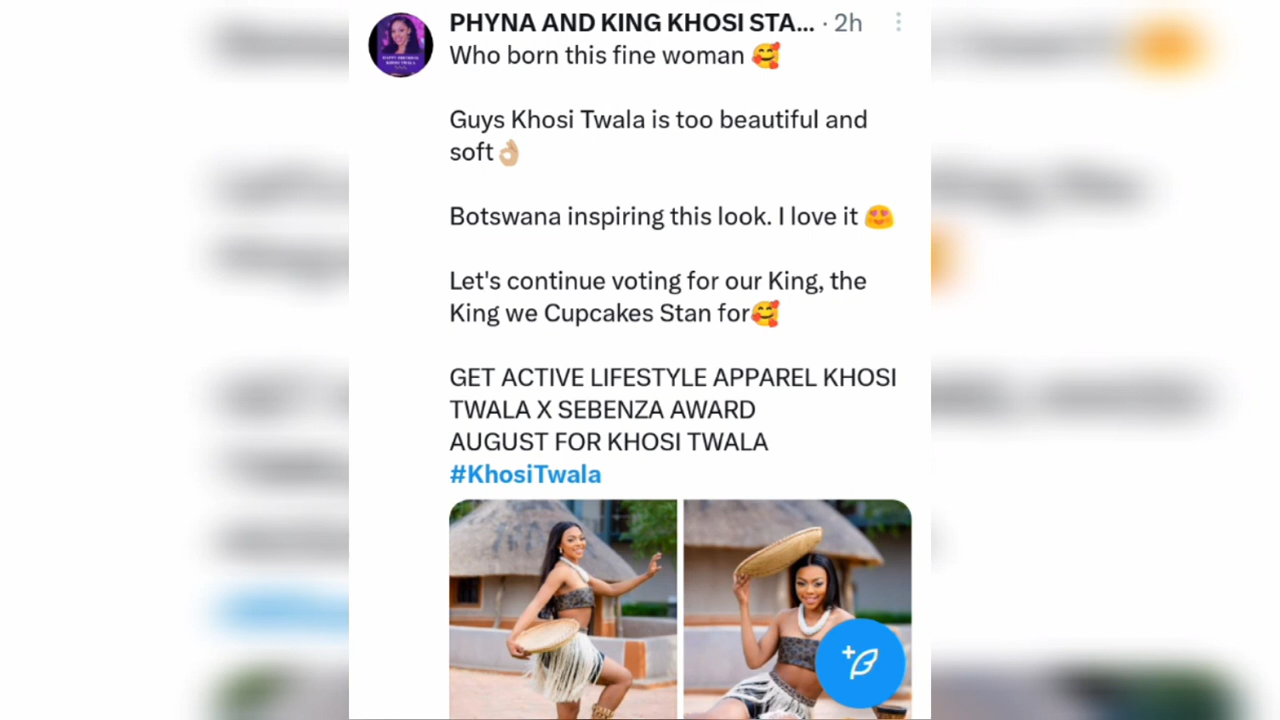 PHYNA AND KING KHOSI STA... · 2h
Who born this fine woman 🥰
Guys Khosi Twala is too beautiful and
soft👌🏼
Botswana inspiring this look. I love it 😍
Let's continue voting for our King, the
King we Cupcakes Stan for🥰
GET ACTIVE LIFESTYLE APPAREL KHOSI
TWALA X SEBENZA AWARD
AUGUST FOR KHOSI TWALA
#KhosiTwala